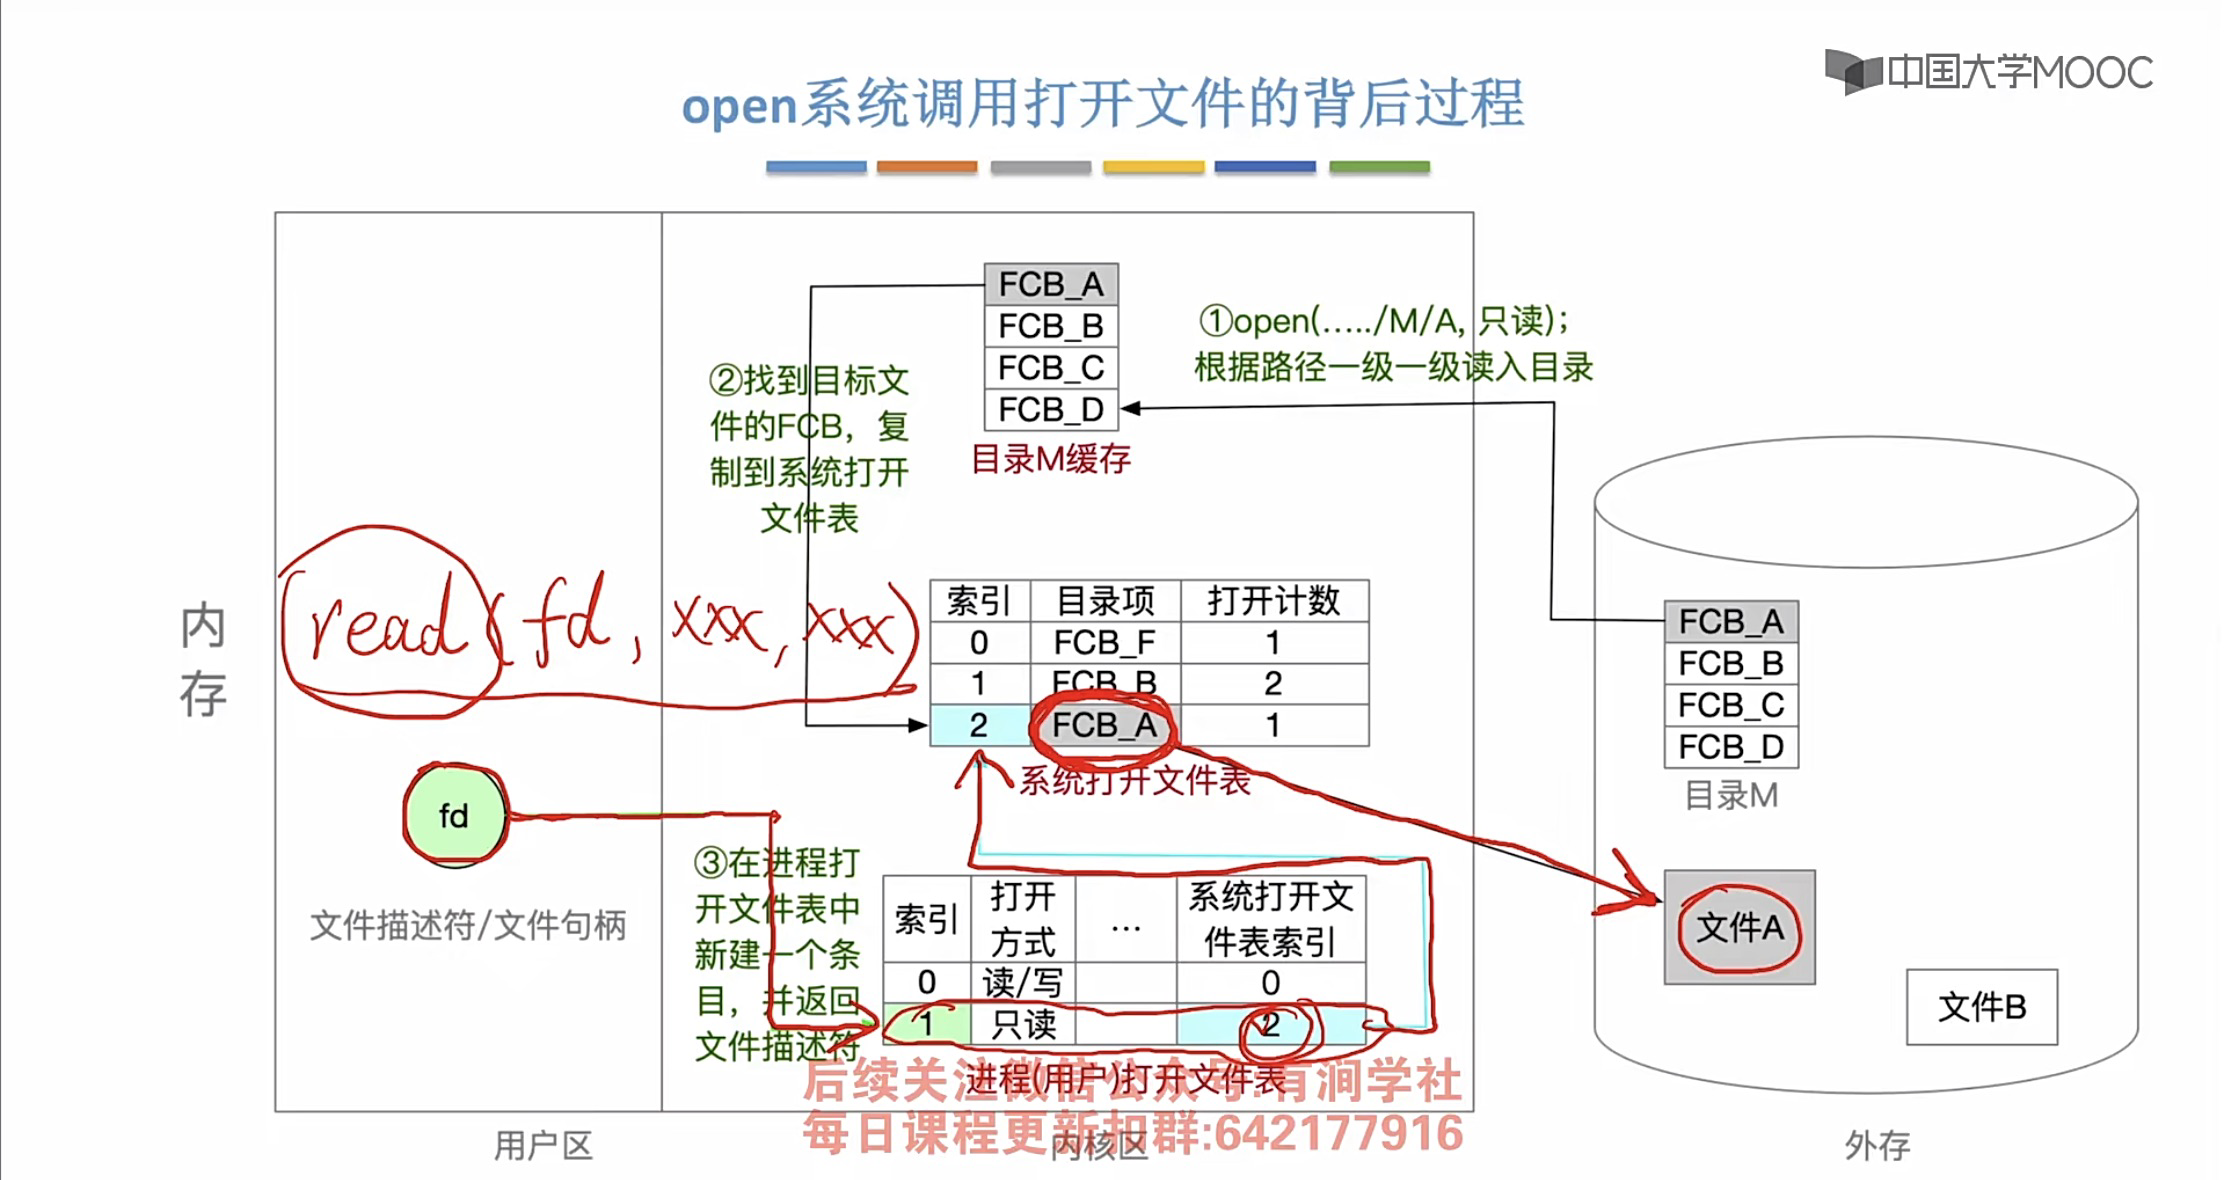 中国大学MOOC
open系统调用打开文件的背后过程
FCB_A
FCB_B
FCB_C
FCB_D
目录M缓存
①open(...../M/A, 只读);
根据路径一级一级读入目录
②找到目标文
件的FCB，复
制到系统打开
文件表
内
存
read(fd, xxx, xxx)
索引 目录项 打开计数
0 FCB_F 1
1 FCB_B 2
2 FCB_A 1
系统打开文件表
FCB_A
FCB_B
FCB_C
FCB_D
目录M
fd
文件描述符/文件句柄
③在进程打
开文件表中
新建一个条
目，并返回
文件描述符
索引 打开方式 ... 系统打开文件表索引
0 读/写 0
1 只读 2
进程(用户)打开文件表
文件A
文件B
后续关注微信公众号:有涧学社
每日课程更新扣群:642177916
用户区
内核区
外存